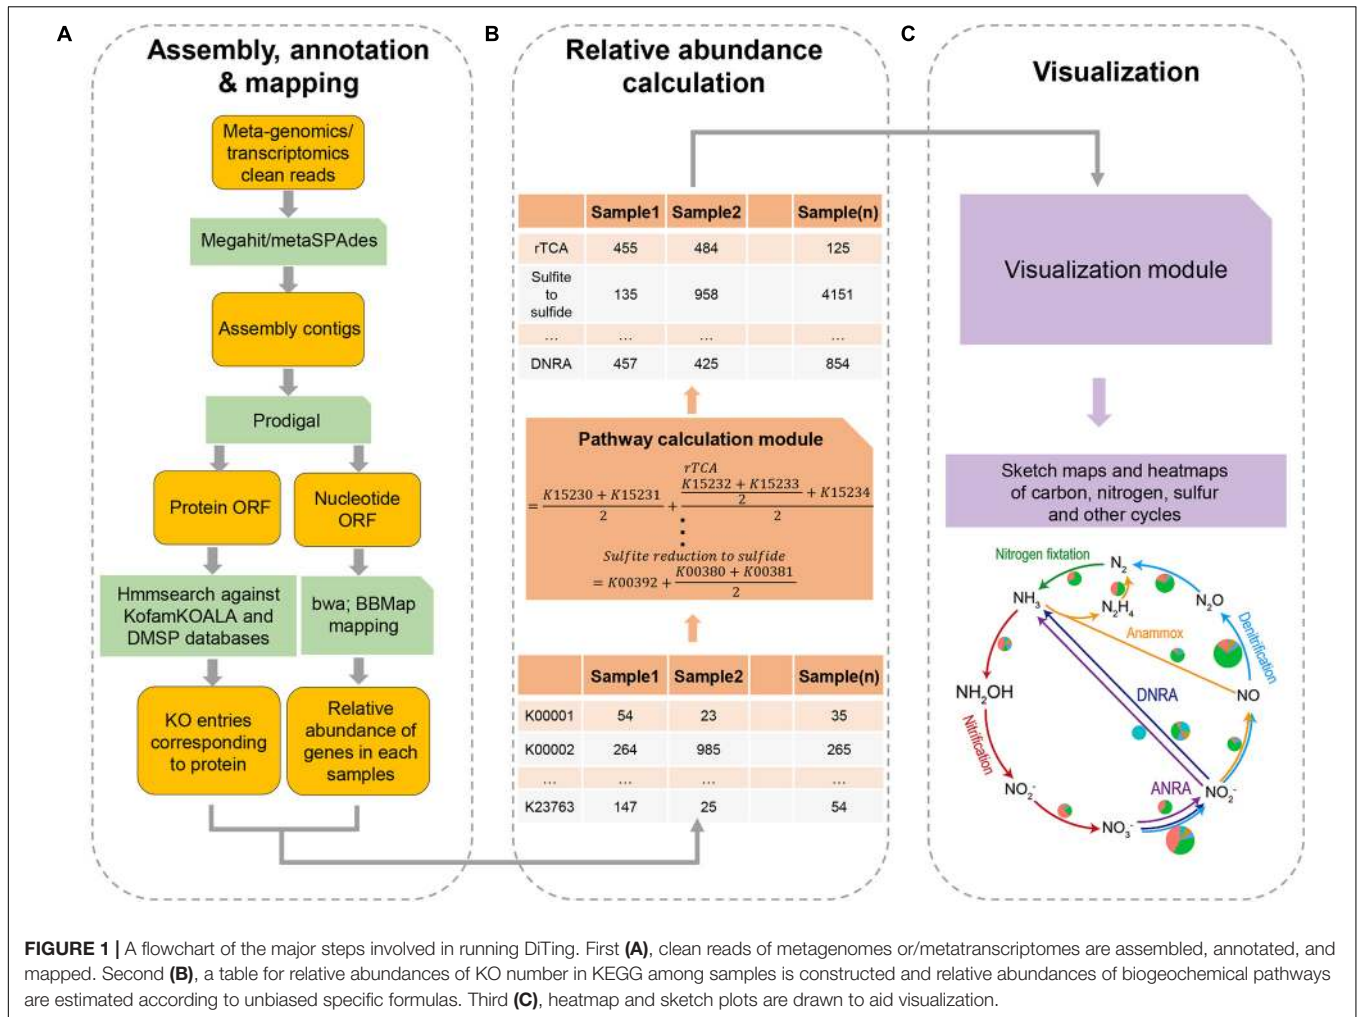 A
Assembly, annotation
& mapping
Meta-genomics/
transcriptomics
clean reads
Megahit/metaSPAdes
Assembly contigs
Prodigal
Protein ORF
Nucleotide
ORF
Hmmsearch against
KofamKOALA and
DMSP databases
bwa; BBMap
mapping
KO entries
corresponding
to protein
Relative
abundance of
genes in each
samples
B
Relative abundance
calculation
Sample1 Sample2 Sample(n)
rTCA 455 484 125
Sulfite
to
sulfide
135 958 4151
... ... ... ...
DNRA 457 425 854
Pathway calculation module
rTCA
= (K15230 + K15231)/2 + ((K15232 + K15233)/2 + K15234)/2
⋮
Sulfite reduction to sulfide
= K00392 + (K00380 + K00381)/2
Sample1 Sample2 Sample(n)
K00001 54 23 35
K00002 264 985 265
... ... ... ...
K23763 147 25 54
C
Visualization
Visualization module
Sketch maps and heatmaps
of carbon, nitrogen, sulfur
and other cycles
Nitrogen fixtation
N₂
NH₃
N₂H₄
N₂O
Anammox
Denitrification
NH₂OH
DNRA
NO
Nitrification
NO₂⁻
ANRA
NO₂⁻
NO₃⁻
FIGURE 1 | A flowchart of the major steps involved in running DiTing. First (A), clean reads of metagenomes or/metatranscriptomes are assembled, annotated, and
mapped. Second (B), a table for relative abundances of KO number in KEGG among samples is constructed and relative abundances of biogeochemical pathways
are estimated according to unbiased specific formulas. Third (C), heatmap and sketch plots are drawn to aid visualization.